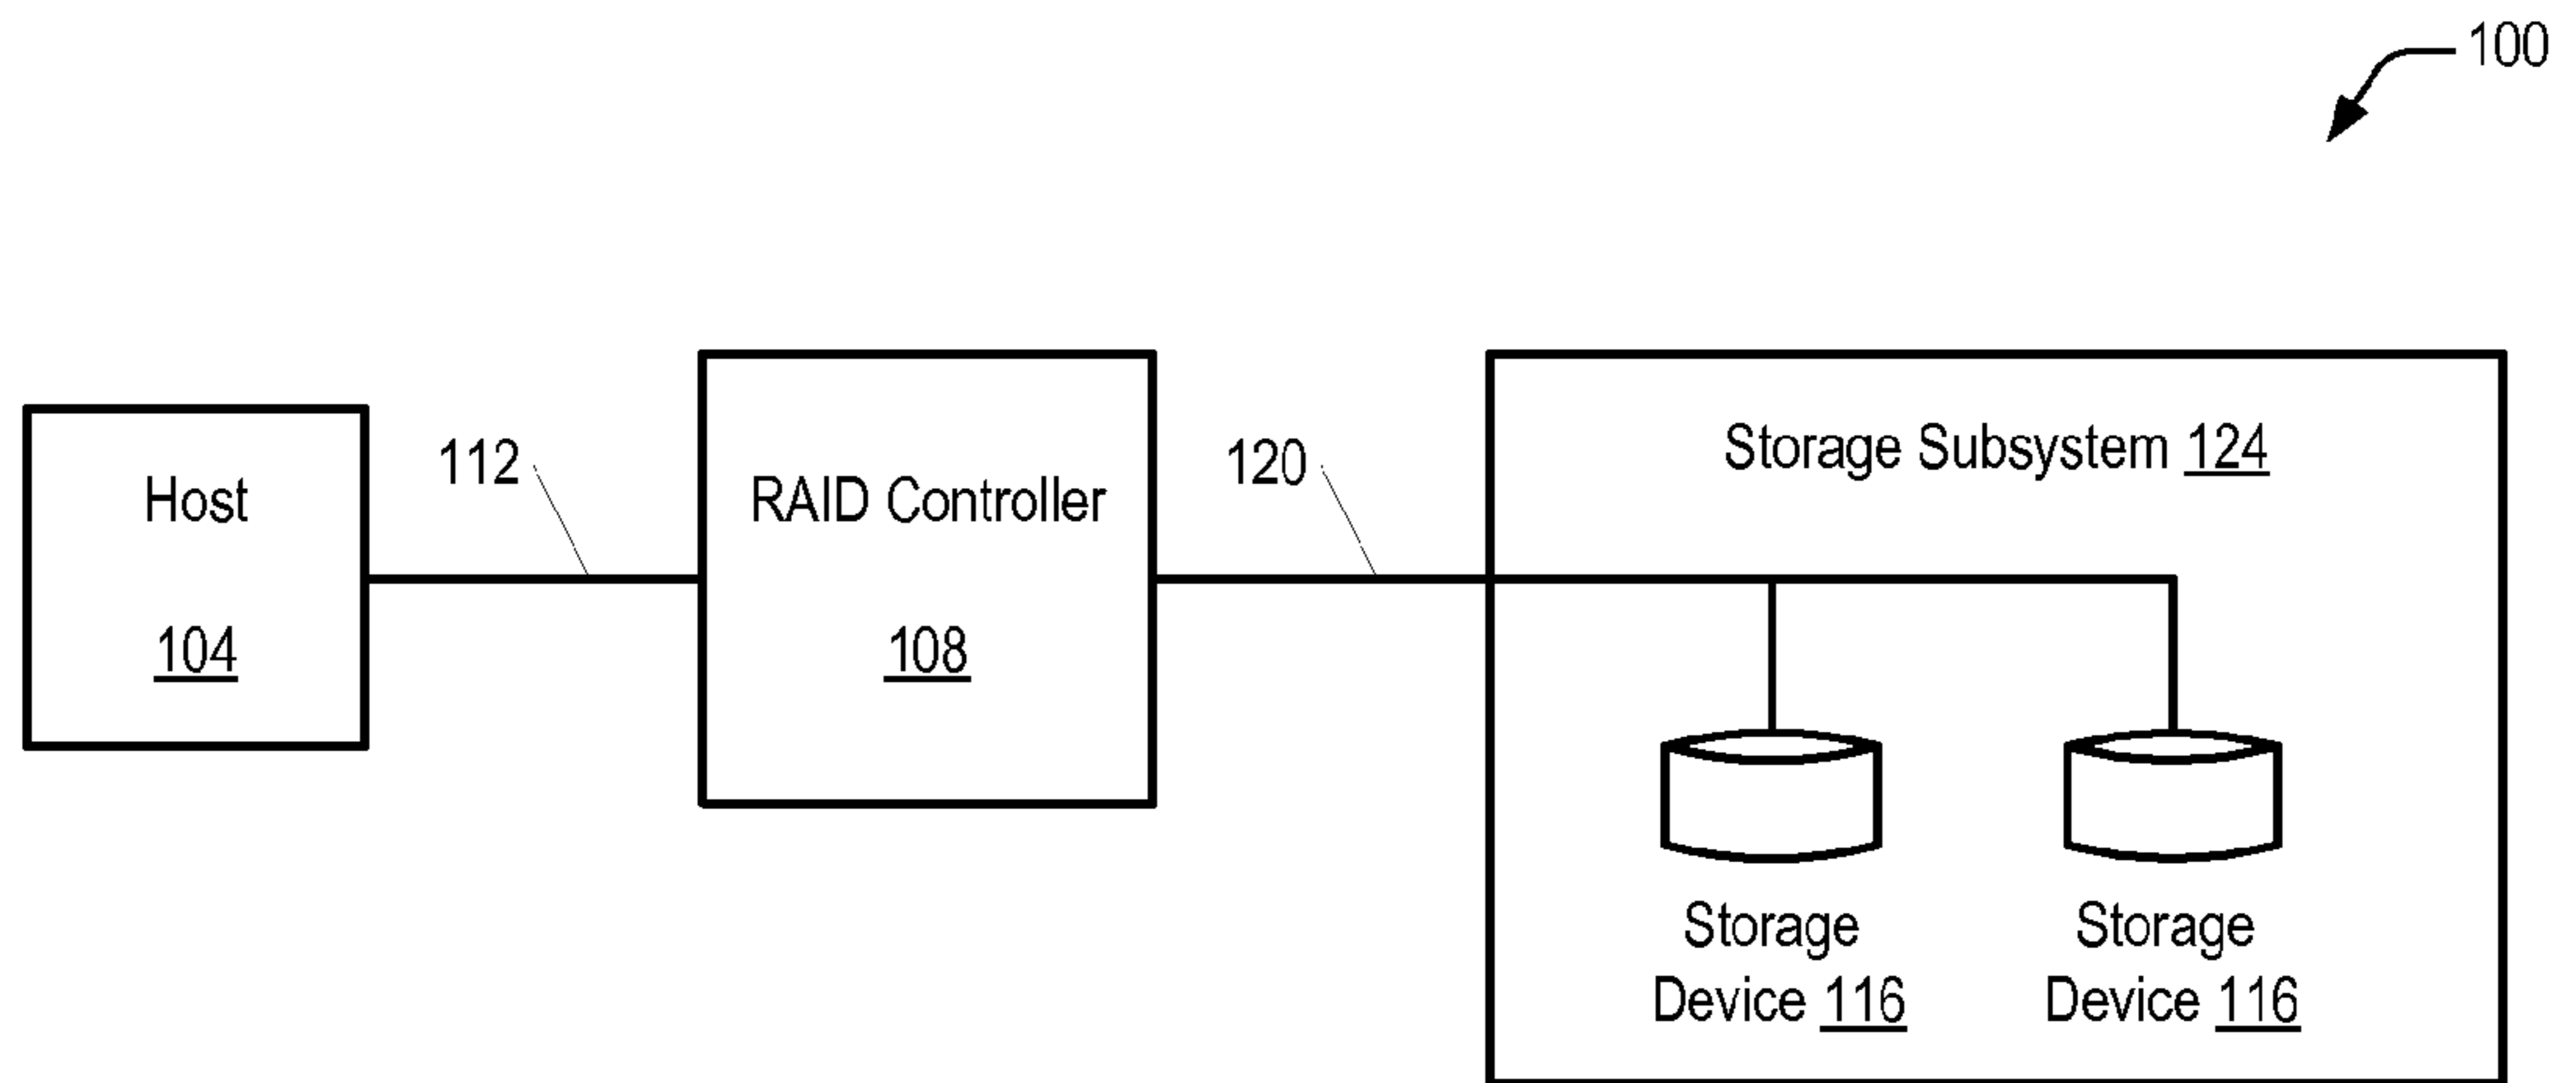 100
Host
104
112
RAID Controller
108
120
Storage Subsystem 124
Storage
Device 116
Storage
Device 116